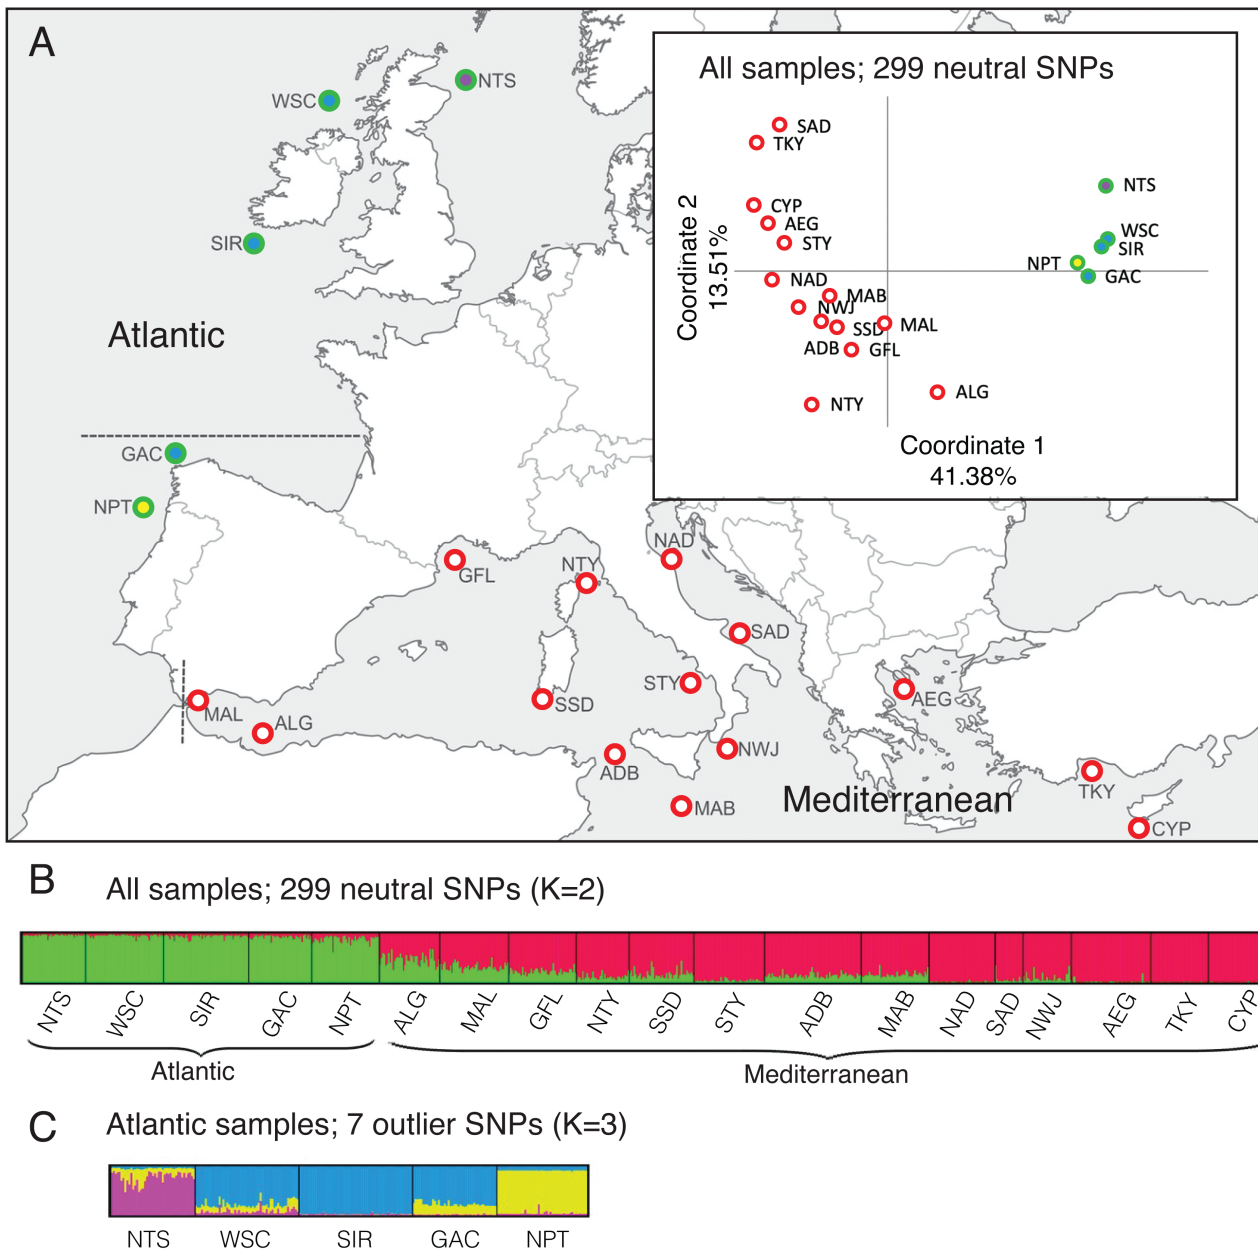 A
NTS
WSC
SIR
Atlantic
GAC
NPT
GFL
NTY
NAD
SAD
STY
SSD
MAL
ALG
ADB
NWJ
MAB
AEG
TKY
CYP
Mediterranean
All samples; 299 neutral SNPs
SAD
TKY
NTS
CYP
AEG
STY
WSC
SIR
NPT
GAC
NAD
MAB
NWJ
SSD
MAL
ADB
GFL
ALG
NTY
Coordinate 2
13.51%
Coordinate 1
41.38%
B
All samples; 299 neutral SNPs (K=2)
NTS WSC SIR GAC NPT ALG MAL GFL NTY SSD STY ADB MAB NAD SAD NWJ AEG TKY CYP
Atlantic
Mediterranean
C
Atlantic samples; 7 outlier SNPs (K=3)
NTS WSC SIR GAC NPT